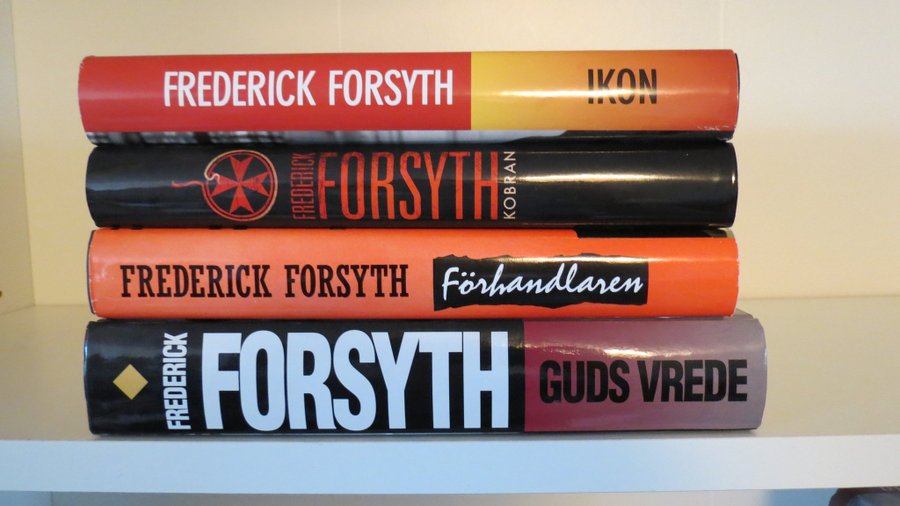 FREDERICK FORSYTH IKON
FREDERICK FORSYTH KOBRAN
FREDERICK FORSYTH Förhandlaren
FREDERICK FORSYTH GUDS VREDE